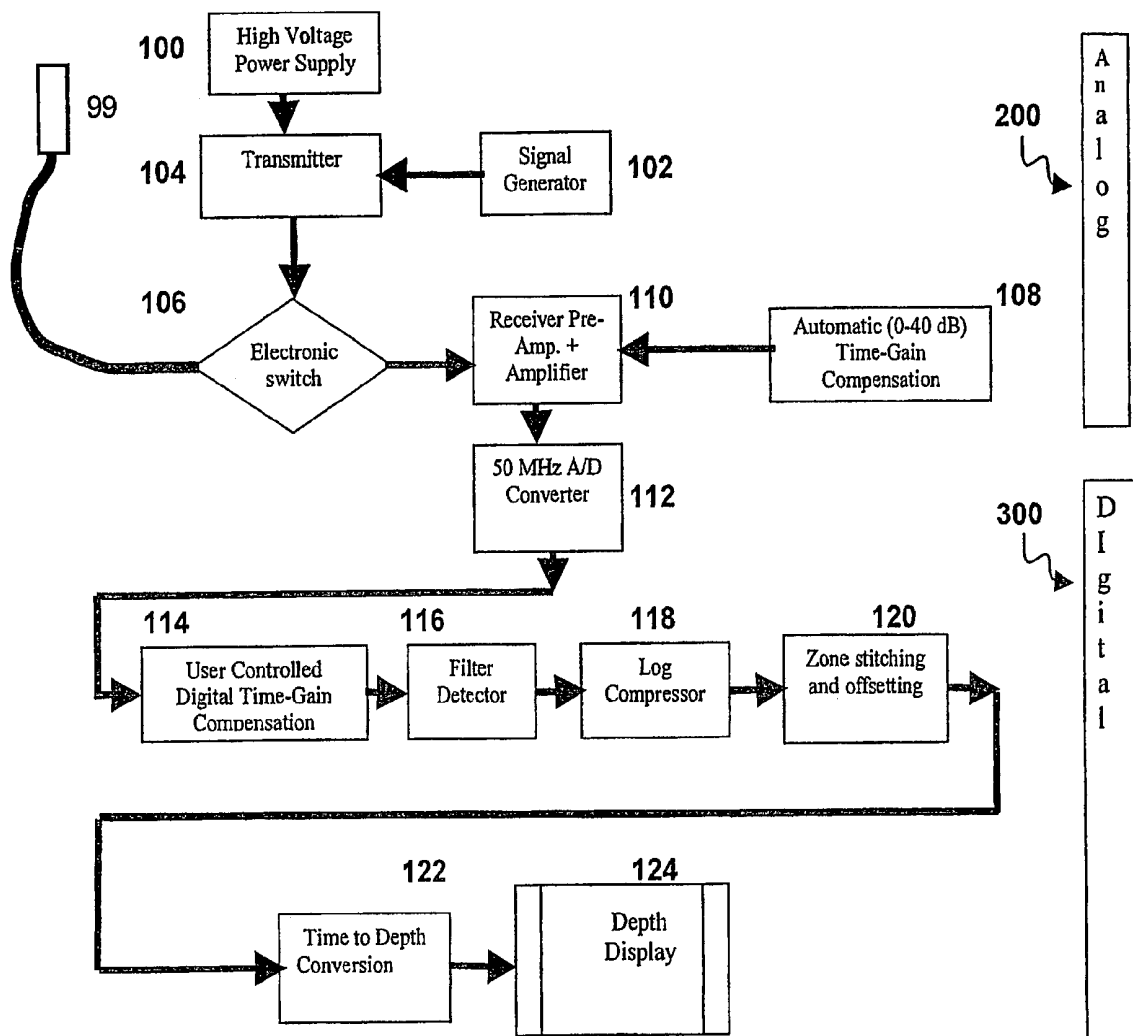 100
High Voltage
Power Supply
99
104
Transmitter
Signal
Generator
102
200
Analog
106
Electronic
switch
110
Receiver Pre-
Amp. +
Amplifier
108
Automatic (0-40 dB)
Time-Gain
Compensation
50 MHz A/D
Converter
112
300
DIgital
114
User Controlled
Digital Time-Gain
Compensation
116
Filter
Detector
118
Log
Compressor
120
Zone stitching
and offsetting
122
Time to Depth
Conversion
124
Depth
Display